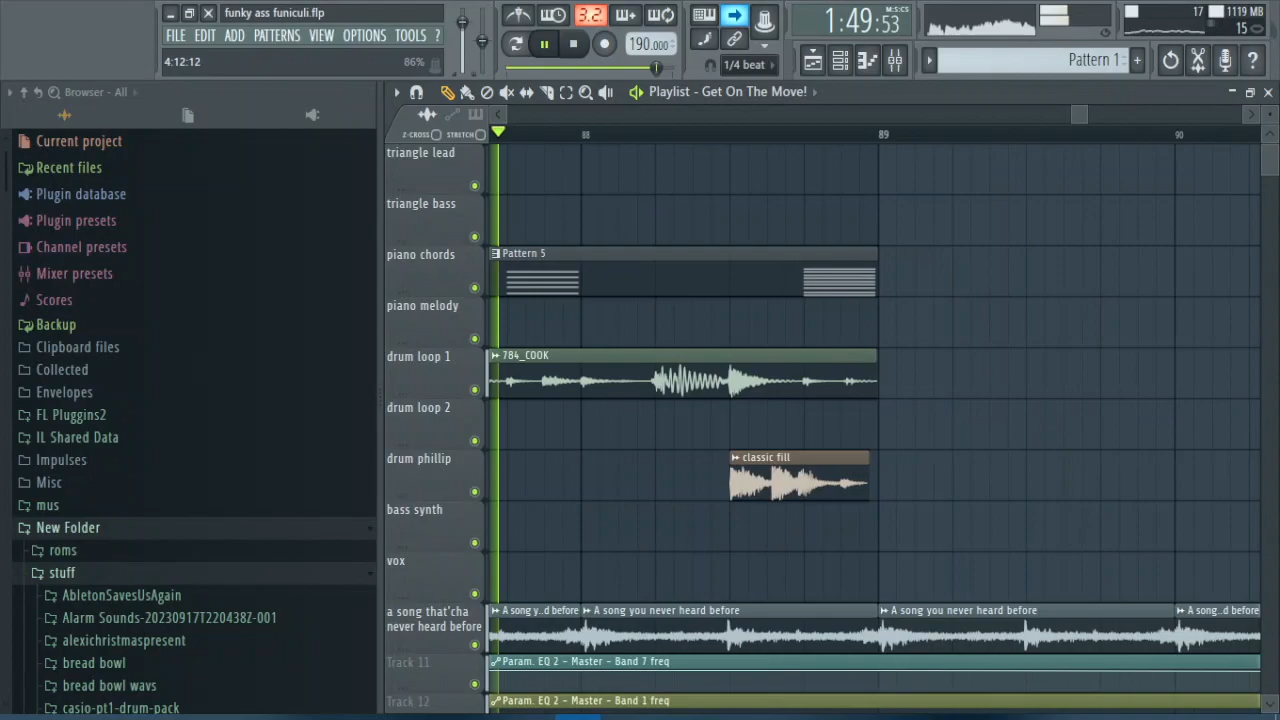 funky ass funiculi.flp
FILE EDIT ADD PATTERNS VIEW OPTIONS TOOLS ?
4:12:12 86%
3.2
190.000
1/4 beat
1:49:53
M:S:CS
17
1119 MB
15
Pattern 1
Browser - All
Playlist - Get On The Move!
Z-CROSS STRETCH
88 89 90
Current project
Recent files
Plugin database
Plugin presets
Channel presets
Mixer presets
Scores
Backup
Clipboard files
Collected
Envelopes
FL Pluggins2
IL Shared Data
Impulses
Misc
mus
New Folder
roms
stuff
AbletonSavesUsAgain
Alarm Sounds-20230917T220438Z-001
alexichristmaspresent
bread bowl
bread bowl wavs
casio-pt1-drum-pack
triangle lead
triangle bass
piano chords
Pattern 5
piano melody
drum loop 1
784_COOK
drum loop 2
drum phillip
classic fill
bass synth
vox
a song that'cha
never heard before
A song y..d before
A song you never heard before
A song you never heard before
A song..d before
Track 11
Param. EQ 2 - Master - Band 7 freq
Track 12
Param. EQ 2 - Master - Band 1 freq